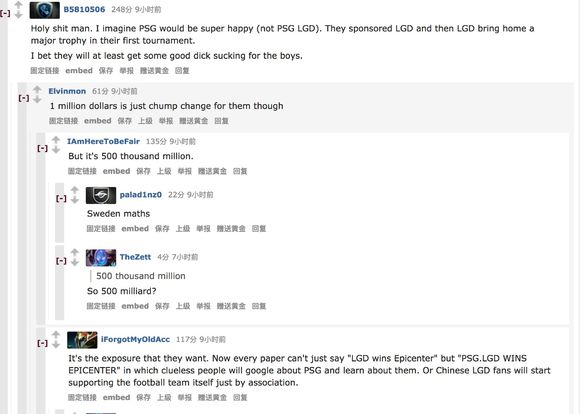 [-] B5810506 248分 9小时前
Holy shit man. I imagine PSG would be super happy (not PSG LGD). They sponsored LGD and then LGD bring home a
major trophy in their first tournament.
I bet they will at least get some good dick sucking for the boys.
固定链接 embed 保存 举报 赠送黄金 回复
[-] Elvinmon 61分 9小时前
1 million dollars is just chump change for them though
固定链接 embed 保存 上级 举报 赠送黄金 回复
[-] IAmHereToBeFair 135分 9小时前
But it's 500 thousand million.
固定链接 embed 保存 上级 举报 赠送黄金 回复
[-] palad1nz0 22分 9小时前
Sweden maths
固定链接 embed 保存 上级 举报 赠送黄金 回复
[-] TheZett 4分 7小时前
500 thousand million
So 500 milliard?
固定链接 embed 保存 上级 举报 赠送黄金 回复
[-] iForgotMyOldAcc 117分 9小时前
It's the exposure that they want. Now every paper can't just say "LGD wins Epicenter" but "PSG.LGD WINS
EPICENTER" in which clueless people will google about PSG and learn about them. Or Chinese LGD fans will start
supporting the football team itself just by association.
固定链接 embed 保存 上级 举报 赠送黄金 回复